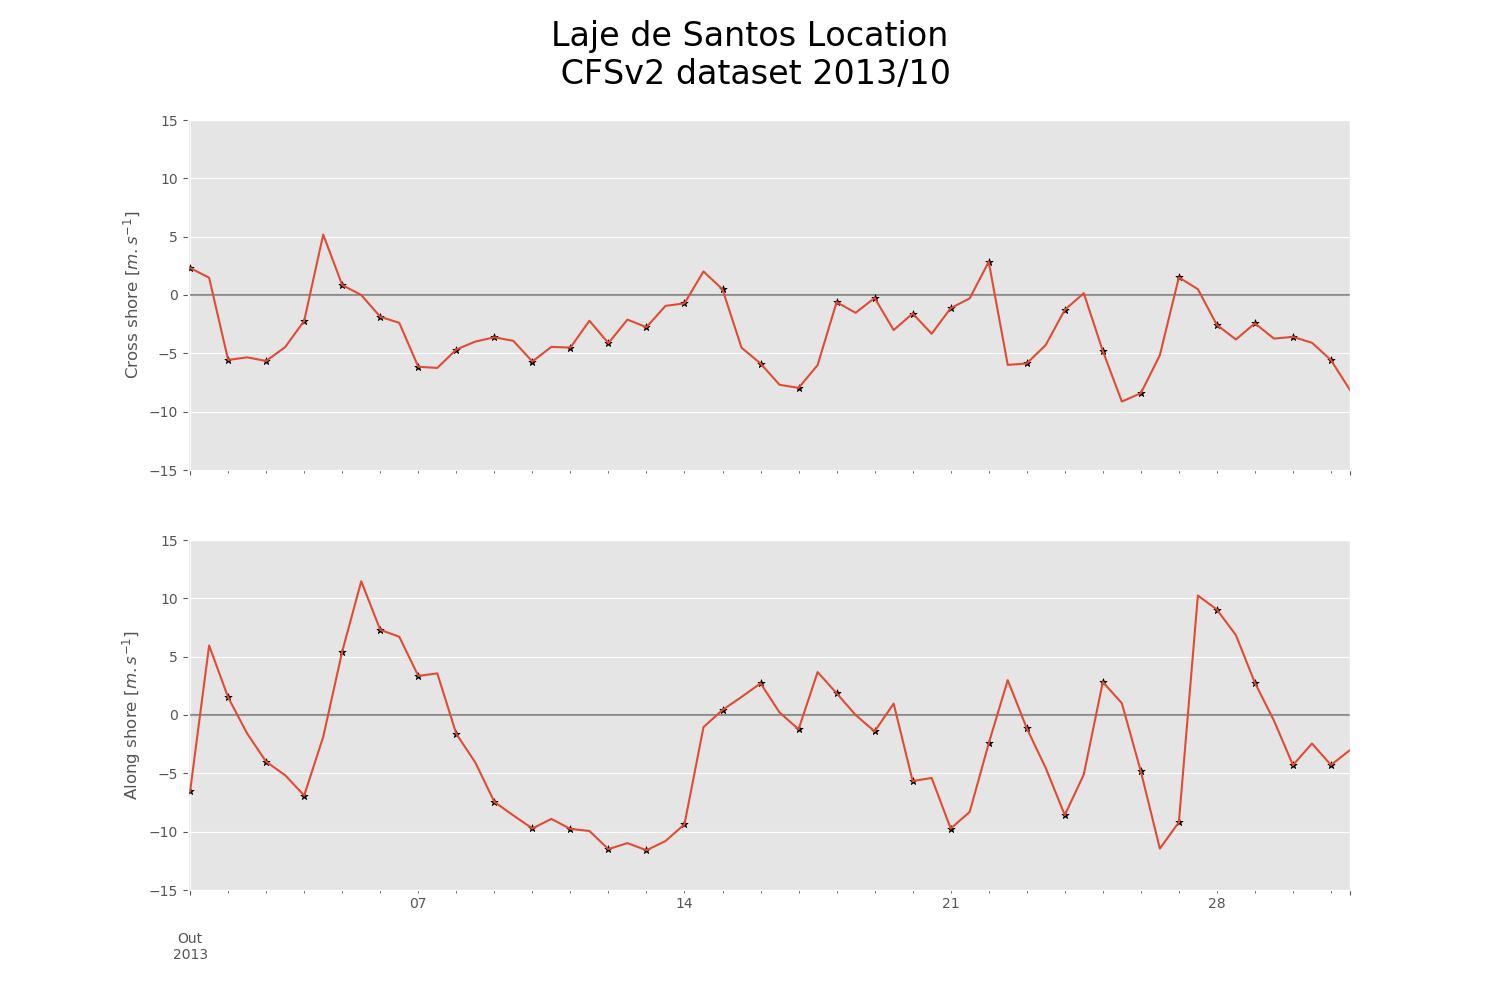 Laje de Santos Location
CFSv2 dataset 2013/10
15
10
5
0
−5
−10
−15
Cross shore [m.s⁻¹]
15
10
5
0
−5
−10
−15
Along shore [m.s⁻¹]
07 14 21 28
Out
2013